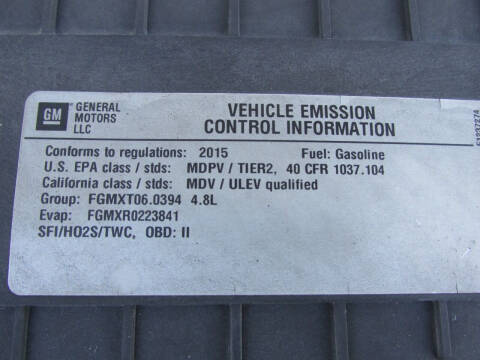 GM
GENERAL
MOTORS
LLC
VEHICLE EMISSION
CONTROL INFORMATION
Conforms to regulations: 2015 Fuel: Gasoline
U.S. EPA class / stds: MDPV / TIER2, 40 CFR 1037.104
California class / stds: MDV / ULEV qualified
Group: FGMXT06.0394 4.8L
Evap: FGMXR0223841
SFI/HO2S/TWC, OBD: II